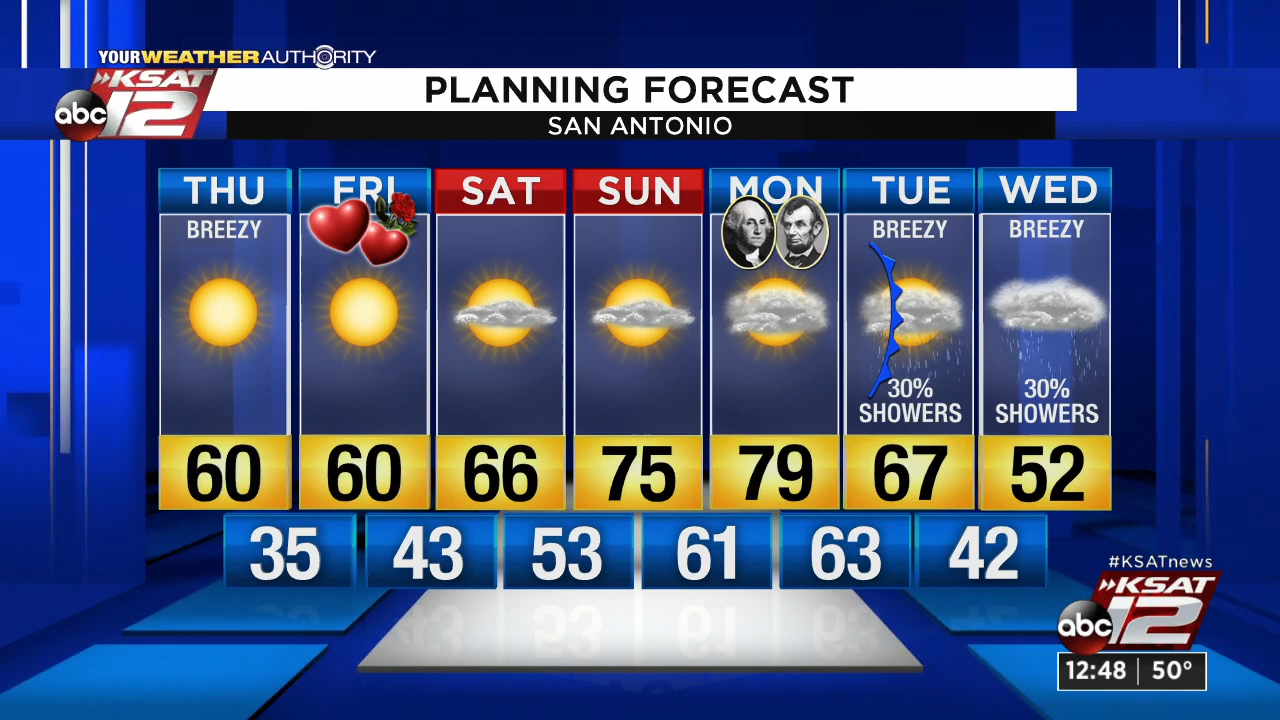 YOURWEATHERAUTHORITY
KSAT
abc 12
PLANNING FORECAST
SAN ANTONIO
THU FRI SAT SUN MON TUE WED
BREEZY BREEZY BREEZY
30% 30%
SHOWERS SHOWERS
60 60 66 75 79 67 52
35 43 53 61 63 42
#KSATnews
KSAT
abc 12
12:48 50°